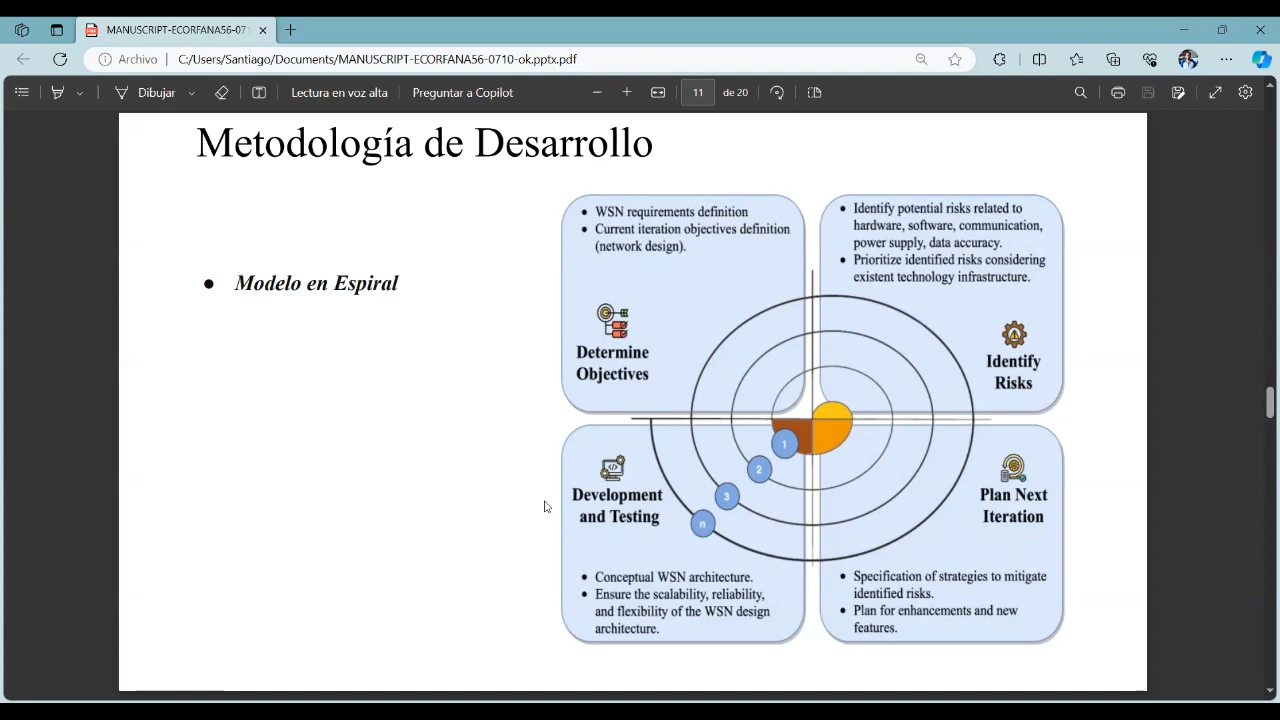 MANUSCRIPT-ECORFANA56-071
Archivo
C:/Users/Santiago/Documents/MANUSCRIPT-ECORFANA56-0710-ok.pptx.pdf
Dibujar
Lectura en voz alta
Preguntar a Copilot
11
de 20
Metodología de Desarrollo
● Modelo en Espiral
• WSN requirements definition
• Current iteration objectives definition
(network design).
Determine
Objectives
• Identify potential risks related to
hardware, software, communication,
power supply, data accuracy.
• Prioritize identified risks considering
existent technology infrastructure.
Identify
Risks
1
2
3
n
Development
and Testing
• Conceptual WSN architecture.
• Ensure the scalability, reliability,
and flexibility of the WSN design
architecture.
Plan Next
Iteration
• Specification of strategies to mitigate
identified risks.
• Plan for enhancements and new
features.